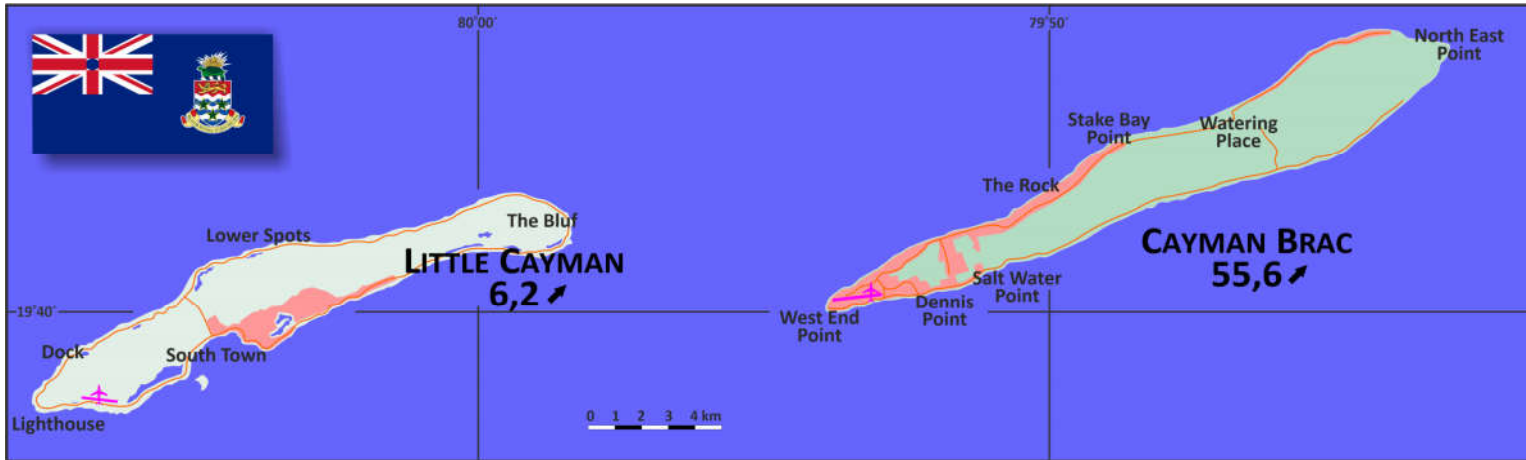 80°00'
79°50'
North East
Point
Stake Bay
Point
Watering
Place
The Rock
The Bluf
Lower Spots
CAYMAN BRAC
55,6
LITTLE CAYMAN
6,2
Salt Water
Point
Dennis
Point
West End
Point
19°40'
Dock
South Town
Lighthouse
0 1 2 3 4 km